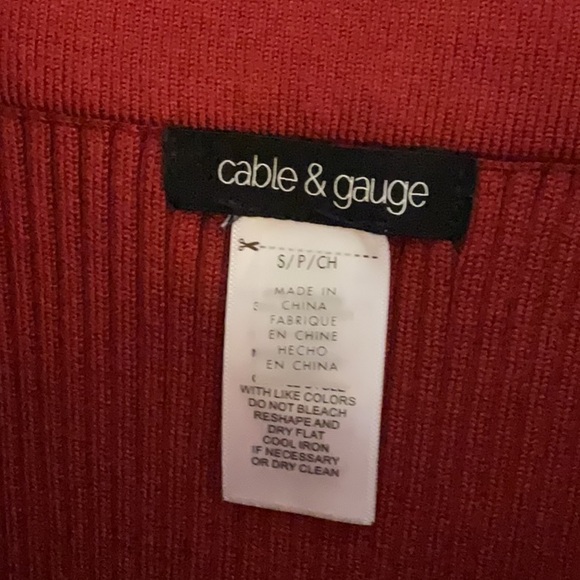 cable & gauge
S/P/CH
MADE IN
CHINA
FABRIQUE
EN CHINE
HECHO
EN CHINA
WITH LIKE COLORS
DO NOT BLEACH
RESHAPE AND
DRY FLAT
COOL IRON
IF NECESSARY
OR DRY CLEAN